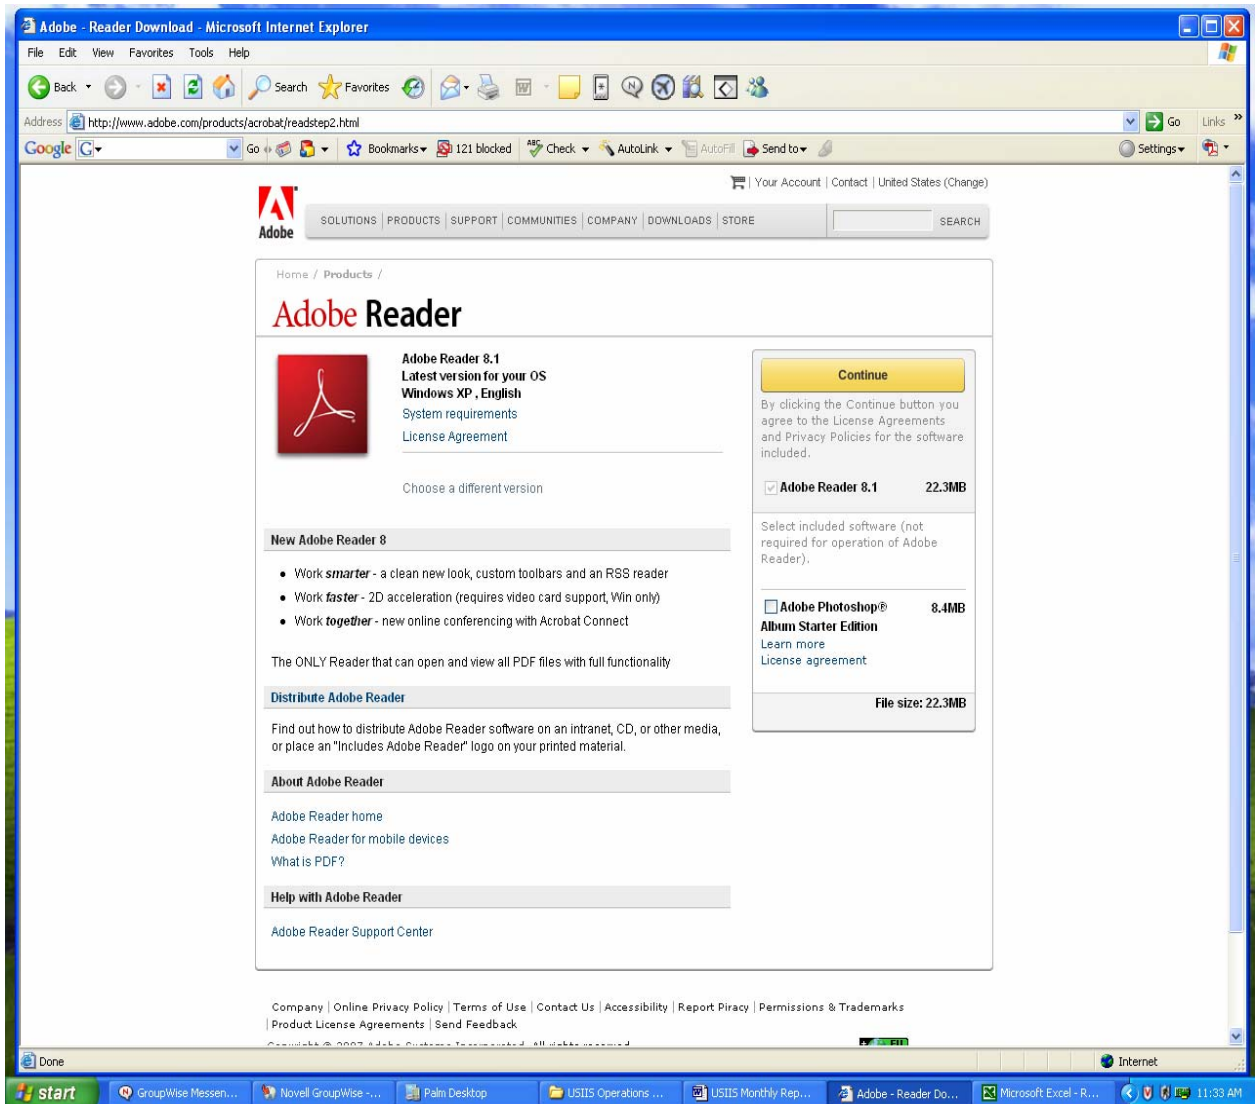 Adobe - Reader Download - Microsoft Internet Explorer
File Edit View Favorites Tools Help
Back Search Favorites
Address http://www.adobe.com/products/acrobat/readstep2.html Go Links »
Google G Go Bookmarks 121 blocked ABC Check AutoLink AutoFill Send to Settings
Your Account | Contact | United States (Change)
Adobe
SOLUTIONS | PRODUCTS | SUPPORT | COMMUNITIES | COMPANY | DOWNLOADS | STORE SEARCH
Home / Products /
Adobe Reader
Adobe Reader 8.1
Latest version for your OS
Windows XP , English
System requirements
License Agreement
Choose a different version
New Adobe Reader 8
• Work smarter - a clean new look, custom toolbars and an RSS reader
• Work faster - 2D acceleration (requires video card support, Win only)
• Work together - new online conferencing with Acrobat Connect
The ONLY Reader that can open and view all PDF files with full functionality
Distribute Adobe Reader
Find out how to distribute Adobe Reader software on an intranet, CD, or other media,
or place an "Includes Adobe Reader" logo on your printed material.
About Adobe Reader
Adobe Reader home
Adobe Reader for mobile devices
What is PDF?
Help with Adobe Reader
Adobe Reader Support Center
Continue
By clicking the Continue button you
agree to the License Agreements
and Privacy Policies for the software
included.
Adobe Reader 8.1 22.3MB
Select included software (not
required for operation of Adobe
Reader).
Adobe Photoshop® 8.4MB
Album Starter Edition
Learn more
License agreement
File size: 22.3MB
Company | Online Privacy Policy | Terms of Use | Contact Us | Accessibility | Report Piracy | Permissions & Trademarks
| Product License Agreements | Send Feedback
Copyright © 2007 Adobe Systems Incorporated. All rights reserved.
Done Internet
start GroupWise Messen... Novell GroupWise -... Palm Desktop USIIS Operations ... USIIS Monthly Rep... Adobe - Reader Do... Microsoft Excel - R... 11:33 AM